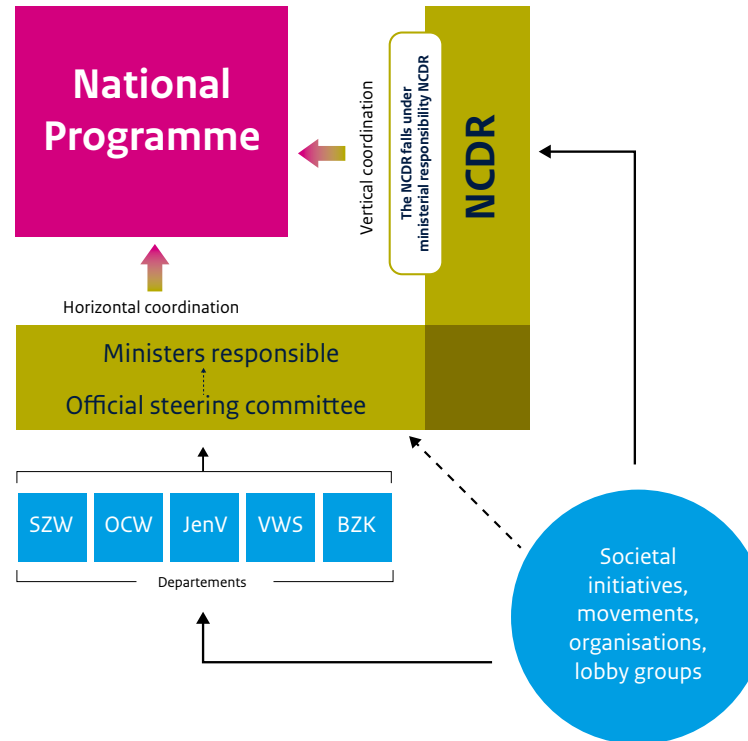 National
Programme
Vertical coordination
The NCDR falls under
ministerial responsibility NCDR
NCDR
Horizontal coordination
Ministers responsible
Official steering committee
SZW
OCW
JenV
VWS
BZK
Departements
Societal
initiatives,
movements,
organisations,
lobby groups